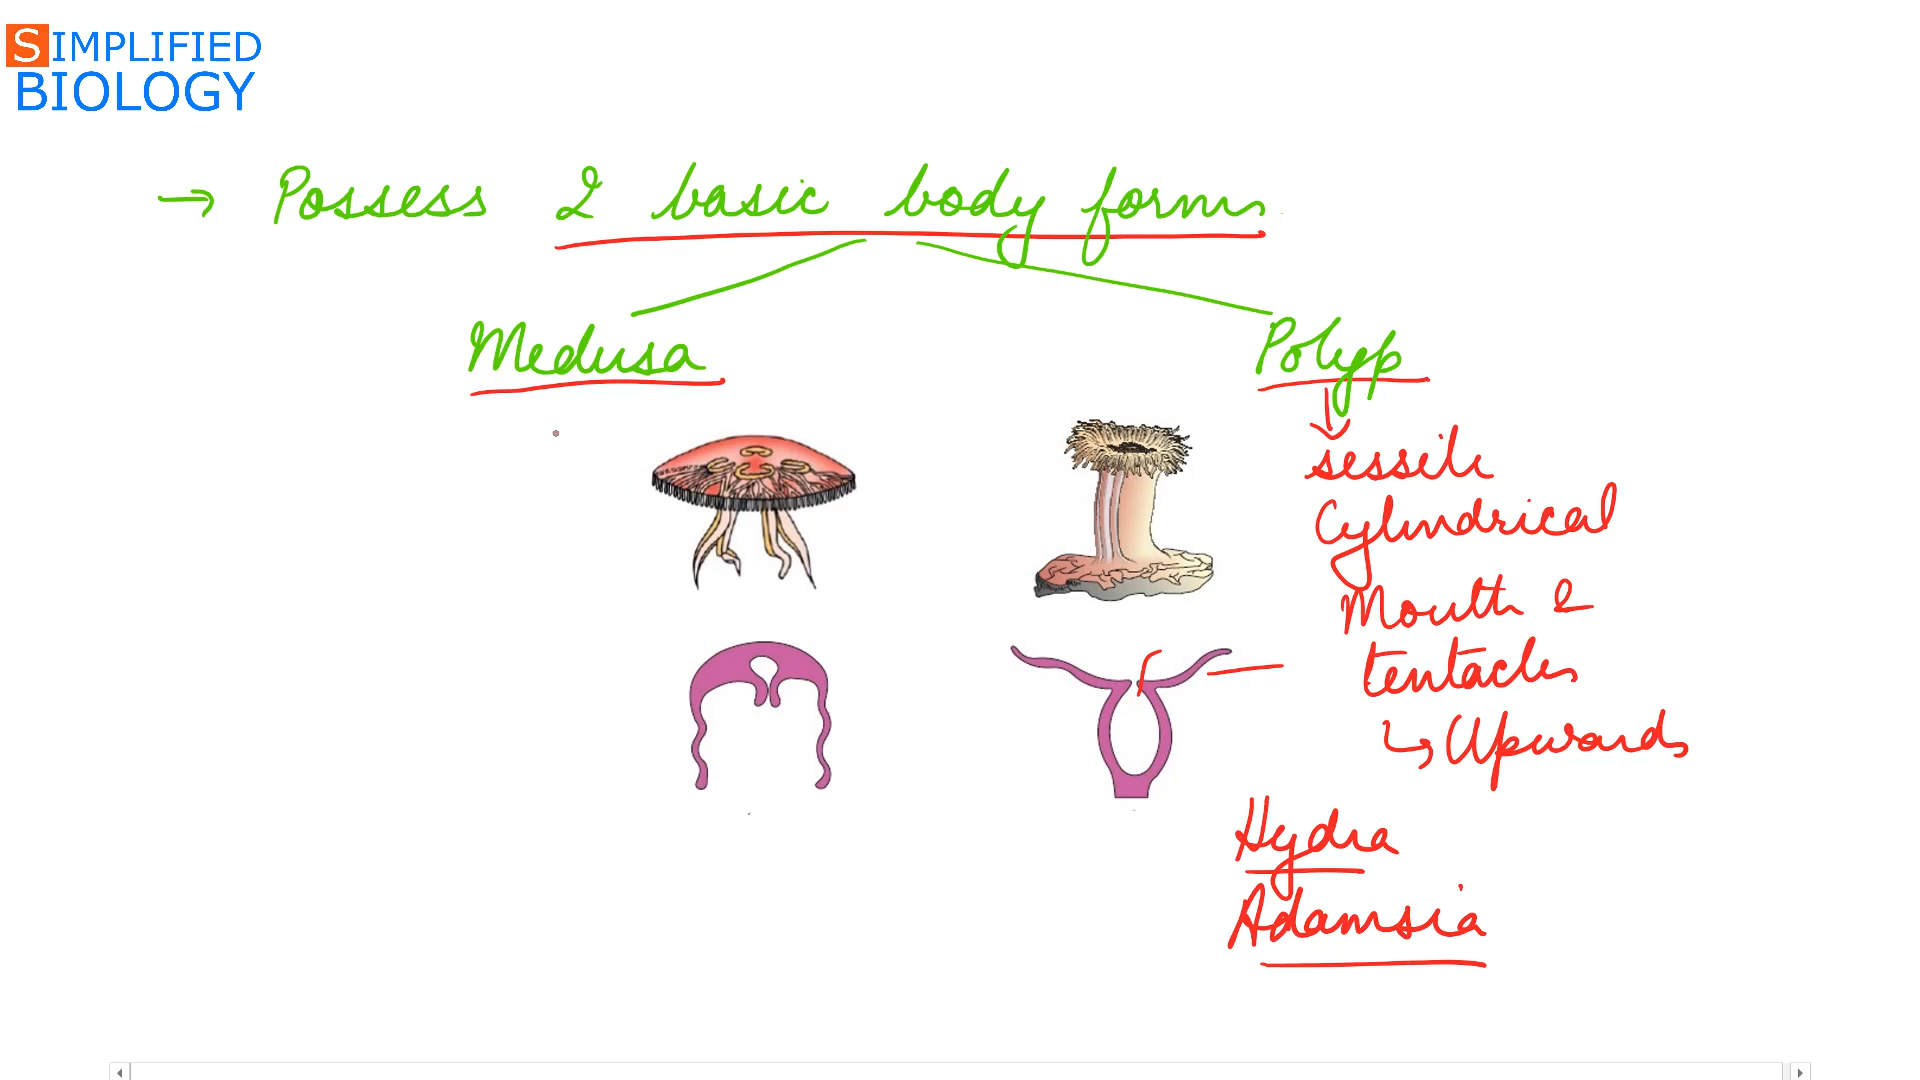 SIMPLIFIED
BIOLOGY
→ Possess 2 basic body forms
Medusa
Polyp
sessile
Cylindrical
Mouth &
tentacles
↳ Upwards
Hydra
Adamsia